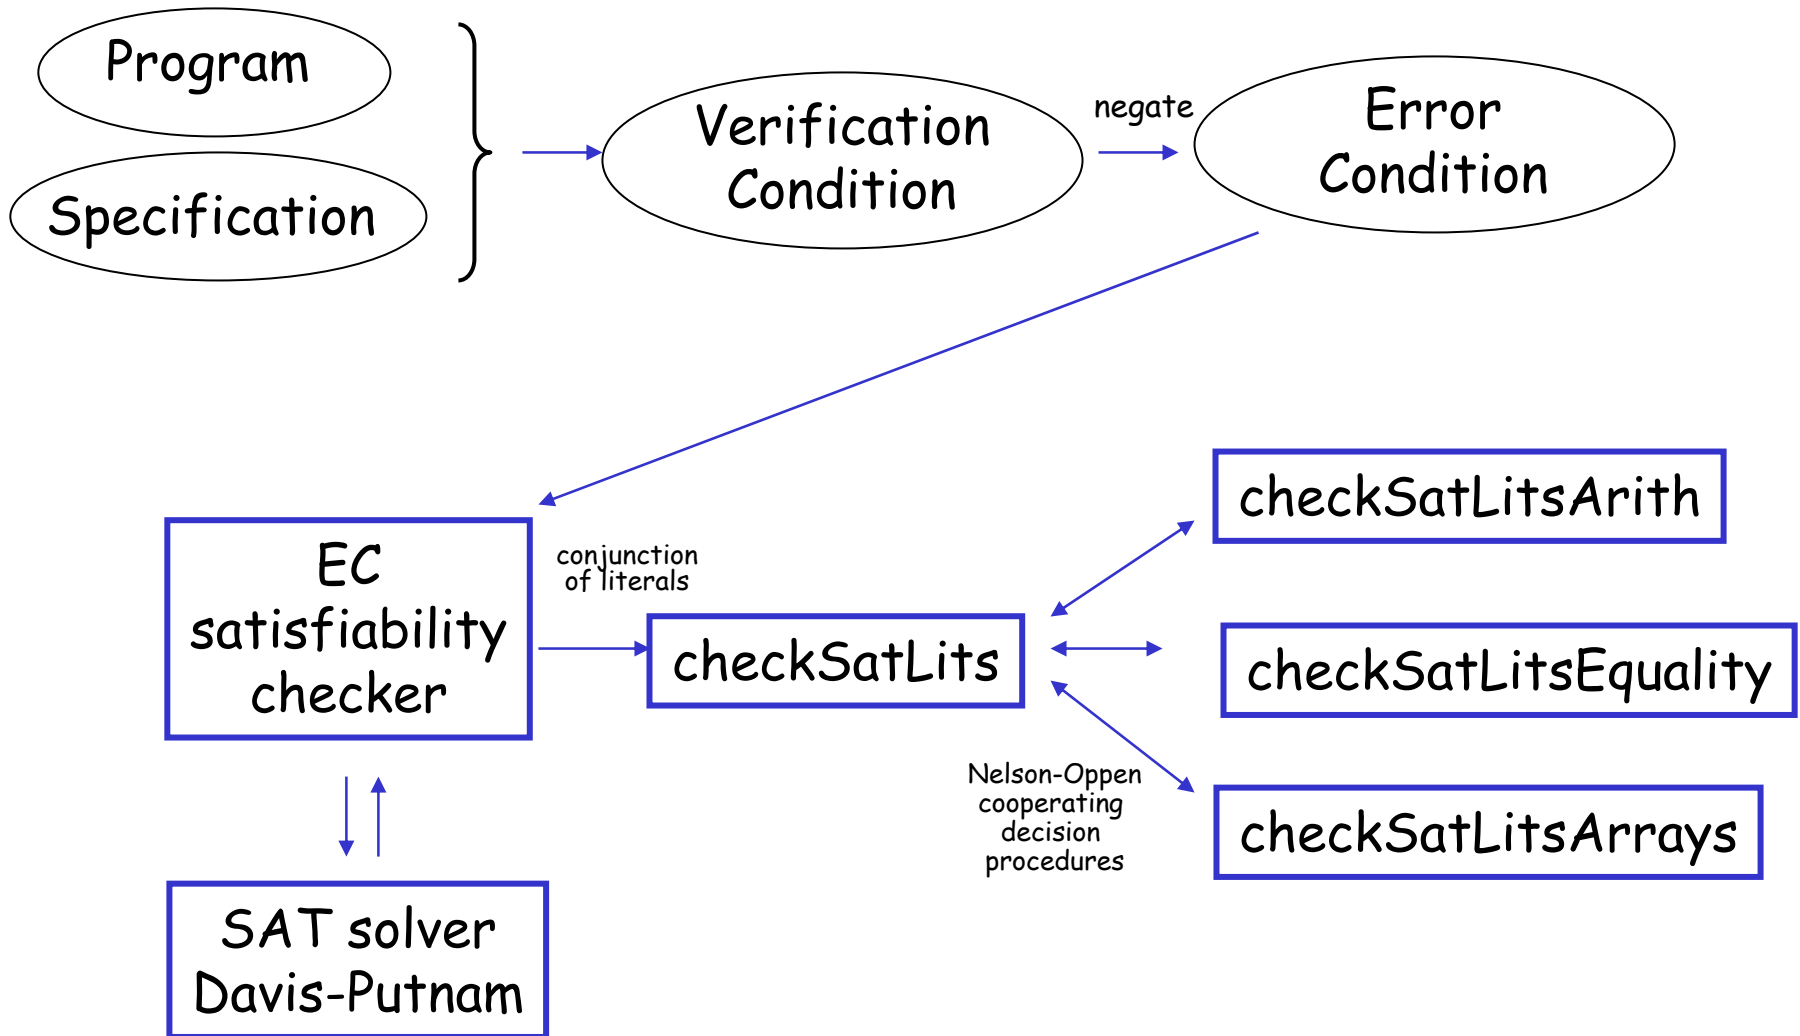 Program
Specification
Verification
Condition
negate
Error
Condition
EC
satisfiability
checker
conjunction
of literals
checkSatLits
checkSatLitsArith
checkSatLitsEquality
checkSatLitsArrays
Nelson-Oppen
cooperating
decision
procedures
SAT solver
Davis-Putnam